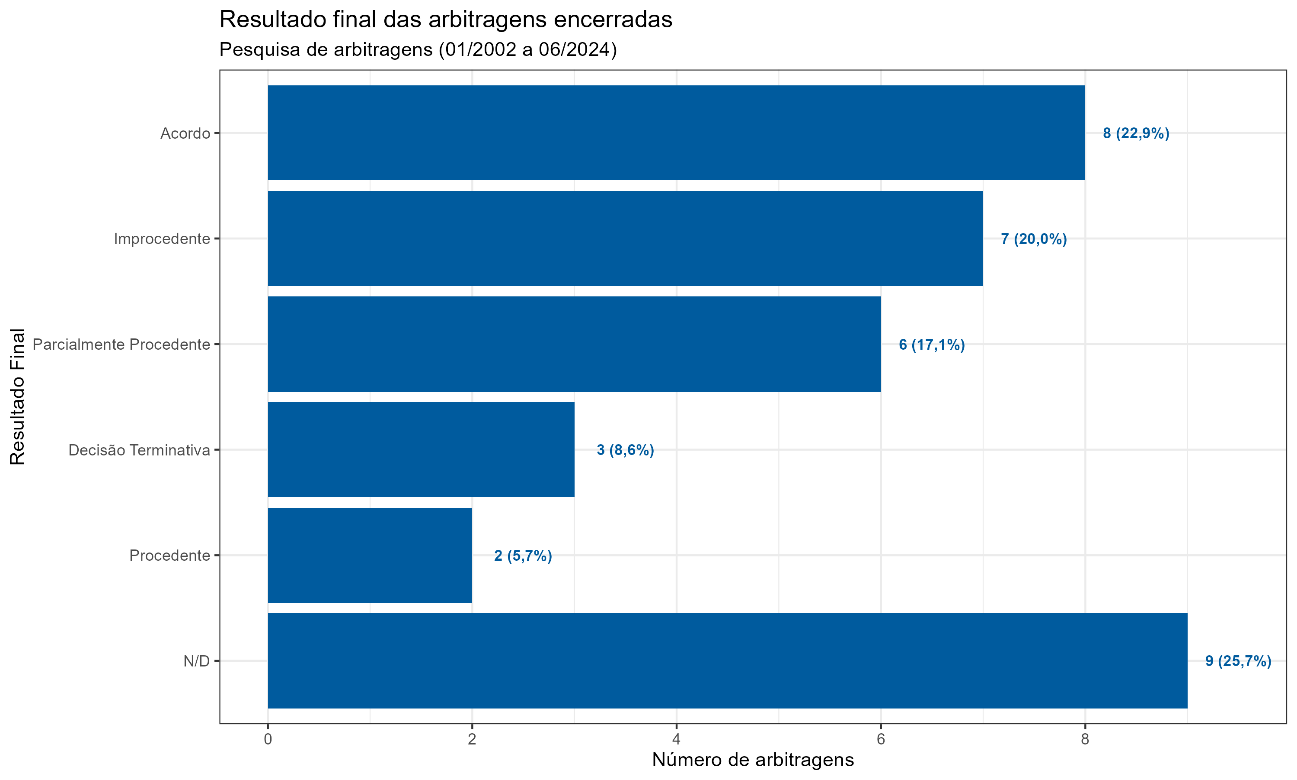 Resultado final das arbitragens encerradas
Pesquisa de arbitragens (01/2002 a 06/2024)
Resultado Final
Acordo
8 (22,9%)
Improcedente
7 (20,0%)
Parcialmente Procedente
6 (17,1%)
Decisão Terminativa
3 (8,6%)
Procedente
2 (5,7%)
N/D
9 (25,7%)
0 2 4 6 8
Número de arbitragens